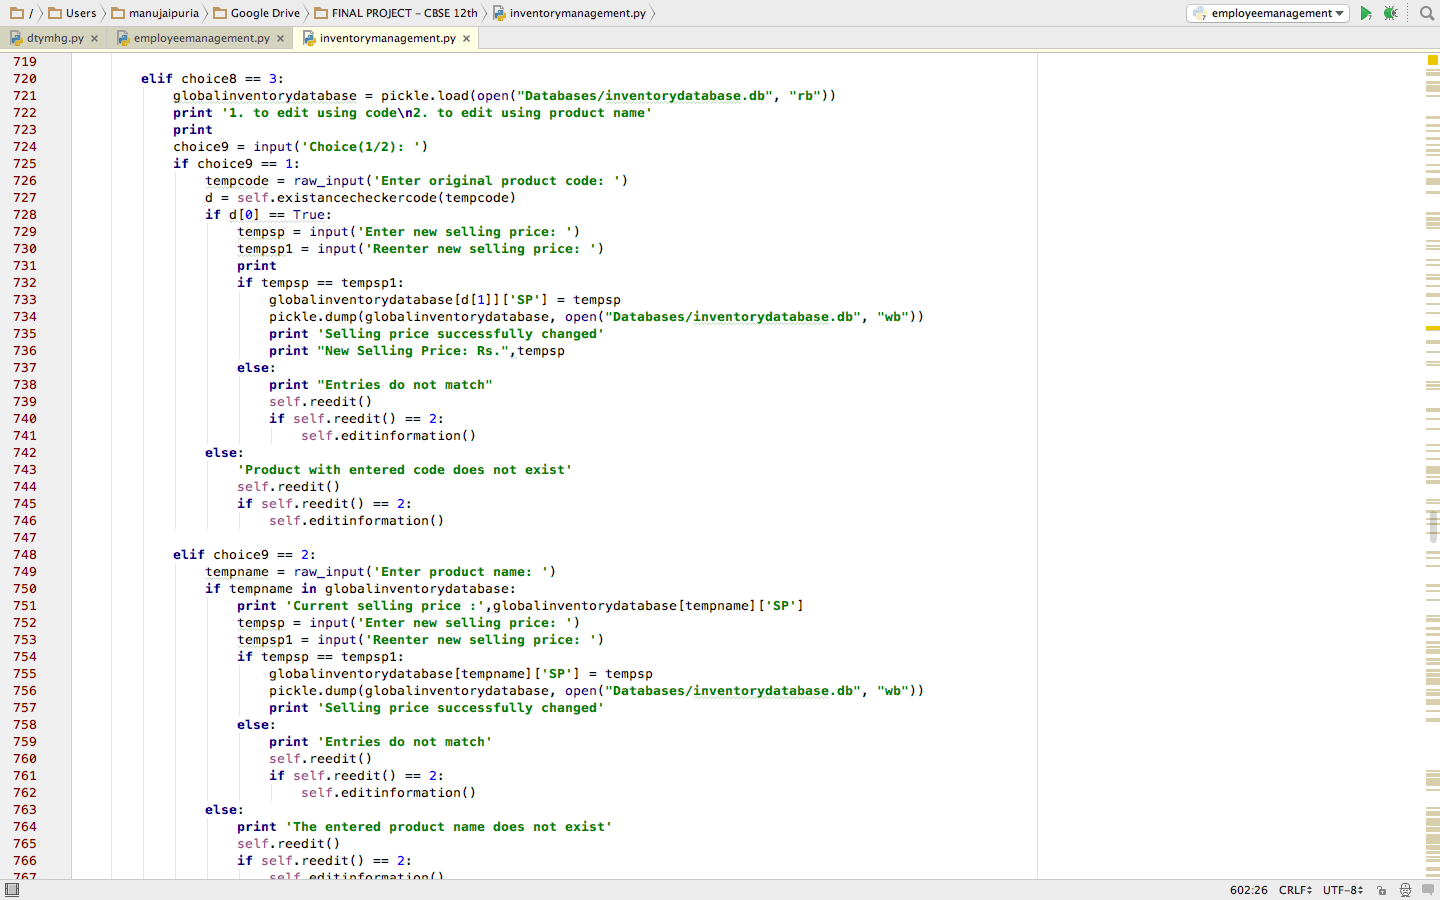 / Users manujaipuria Google Drive FINAL PROJECT – CBSE 12th inventorymanagement.py employeemanagement
dtymhg.py × employeemanagement.py × inventorymanagement.py ×
719
720 elif choice8 == 3:
721 globalinventorydatabase = pickle.load(open("Databases/inventorydatabase.db", "rb"))
722 print '1. to edit using code\n2. to edit using product name'
723 print
724 choice9 = input('Choice(1/2): ')
725 if choice9 == 1:
726 tempcode = raw_input('Enter original product code: ')
727 d = self.existancecheckercode(tempcode)
728 if d[0] == True:
729 tempsp = input('Enter new selling price: ')
730 tempsp1 = input('Reenter new selling price: ')
731 print
732 if tempsp == tempsp1:
733 globalinventorydatabase[d[1]]['SP'] = tempsp
734 pickle.dump(globalinventorydatabase, open("Databases/inventorydatabase.db", "wb"))
735 print 'Selling price successfully changed'
736 print "New Selling Price: Rs.",tempsp
737 else:
738 print "Entries do not match"
739 self.reedit()
740 if self.reedit() == 2:
741 self.editinformation()
742 else:
743 'Product with entered code does not exist'
744 self.reedit()
745 if self.reedit() == 2:
746 self.editinformation()
747
748 elif choice9 == 2:
749 tempname = raw_input('Enter product name: ')
750 if tempname in globalinventorydatabase:
751 print 'Current selling price :',globalinventorydatabase[tempname]['SP']
752 tempsp = input('Enter new selling price: ')
753 tempsp1 = input('Reenter new selling price: ')
754 if tempsp == tempsp1:
755 globalinventorydatabase[tempname]['SP'] = tempsp
756 pickle.dump(globalinventorydatabase, open("Databases/inventorydatabase.db", "wb"))
757 print 'Selling price successfully changed'
758 else:
759 print 'Entries do not match'
760 self.reedit()
761 if self.reedit() == 2:
762 self.editinformation()
763 else:
764 print 'The entered product name does not exist'
765 self.reedit()
766 if self.reedit() == 2:
767 self.editinformation()
602:26 CRLF UTF-8